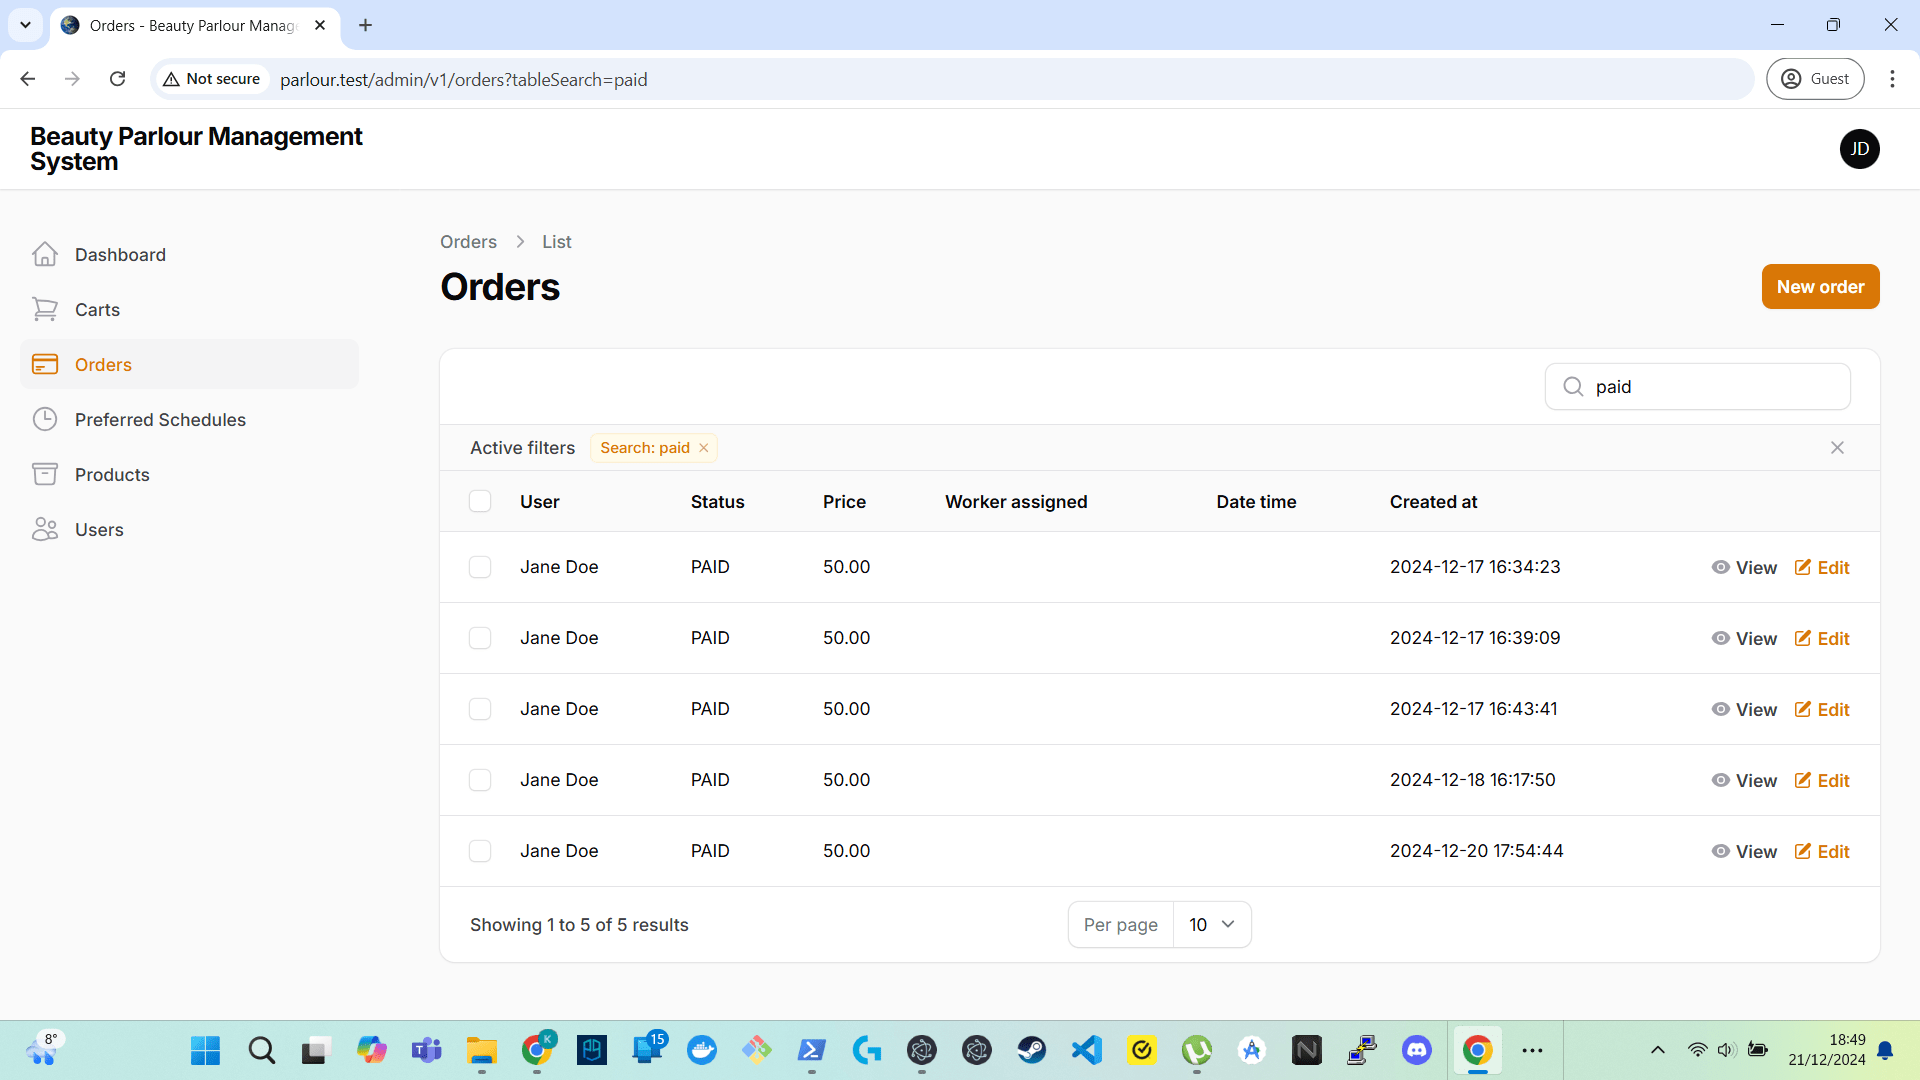 Orders - Beauty Parlour Manag
Not secure
parlour.test/admin/v1/orders?tableSearch=paid
Guest
Beauty Parlour Management
System
JD
Dashboard
Carts
Orders
Preferred Schedules
Products
Users
Orders > List
Orders
New order
paid
Active filters Search: paid
User Status Price Worker assigned Date time Created at
Jane Doe PAID 50.00 2024-12-17 16:34:23 View Edit
Jane Doe PAID 50.00 2024-12-17 16:39:09 View Edit
Jane Doe PAID 50.00 2024-12-17 16:43:41 View Edit
Jane Doe PAID 50.00 2024-12-18 16:17:50 View Edit
Jane Doe PAID 50.00 2024-12-20 17:54:44 View Edit
Showing 1 to 5 of 5 results
Per page 10
8°
K
15
18:49
21/12/2024